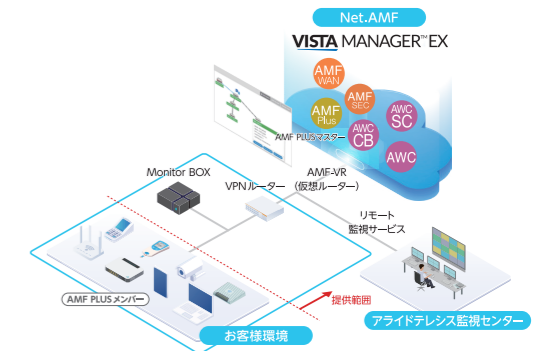 Net.AMF
VISTA MANAGER™ EX
AMF
WAN
AMF
SEC
AMF
Plus
AWC
SC
AWC
CB
AWC
AMF PLUSマスター
Monitor BOX
VPNルーター
AMF-VR
（仮想ルーター）
リモート
監視サービス
AMF PLUSメンバー
提供範囲
お客様環境
アライドテレシス監視センター